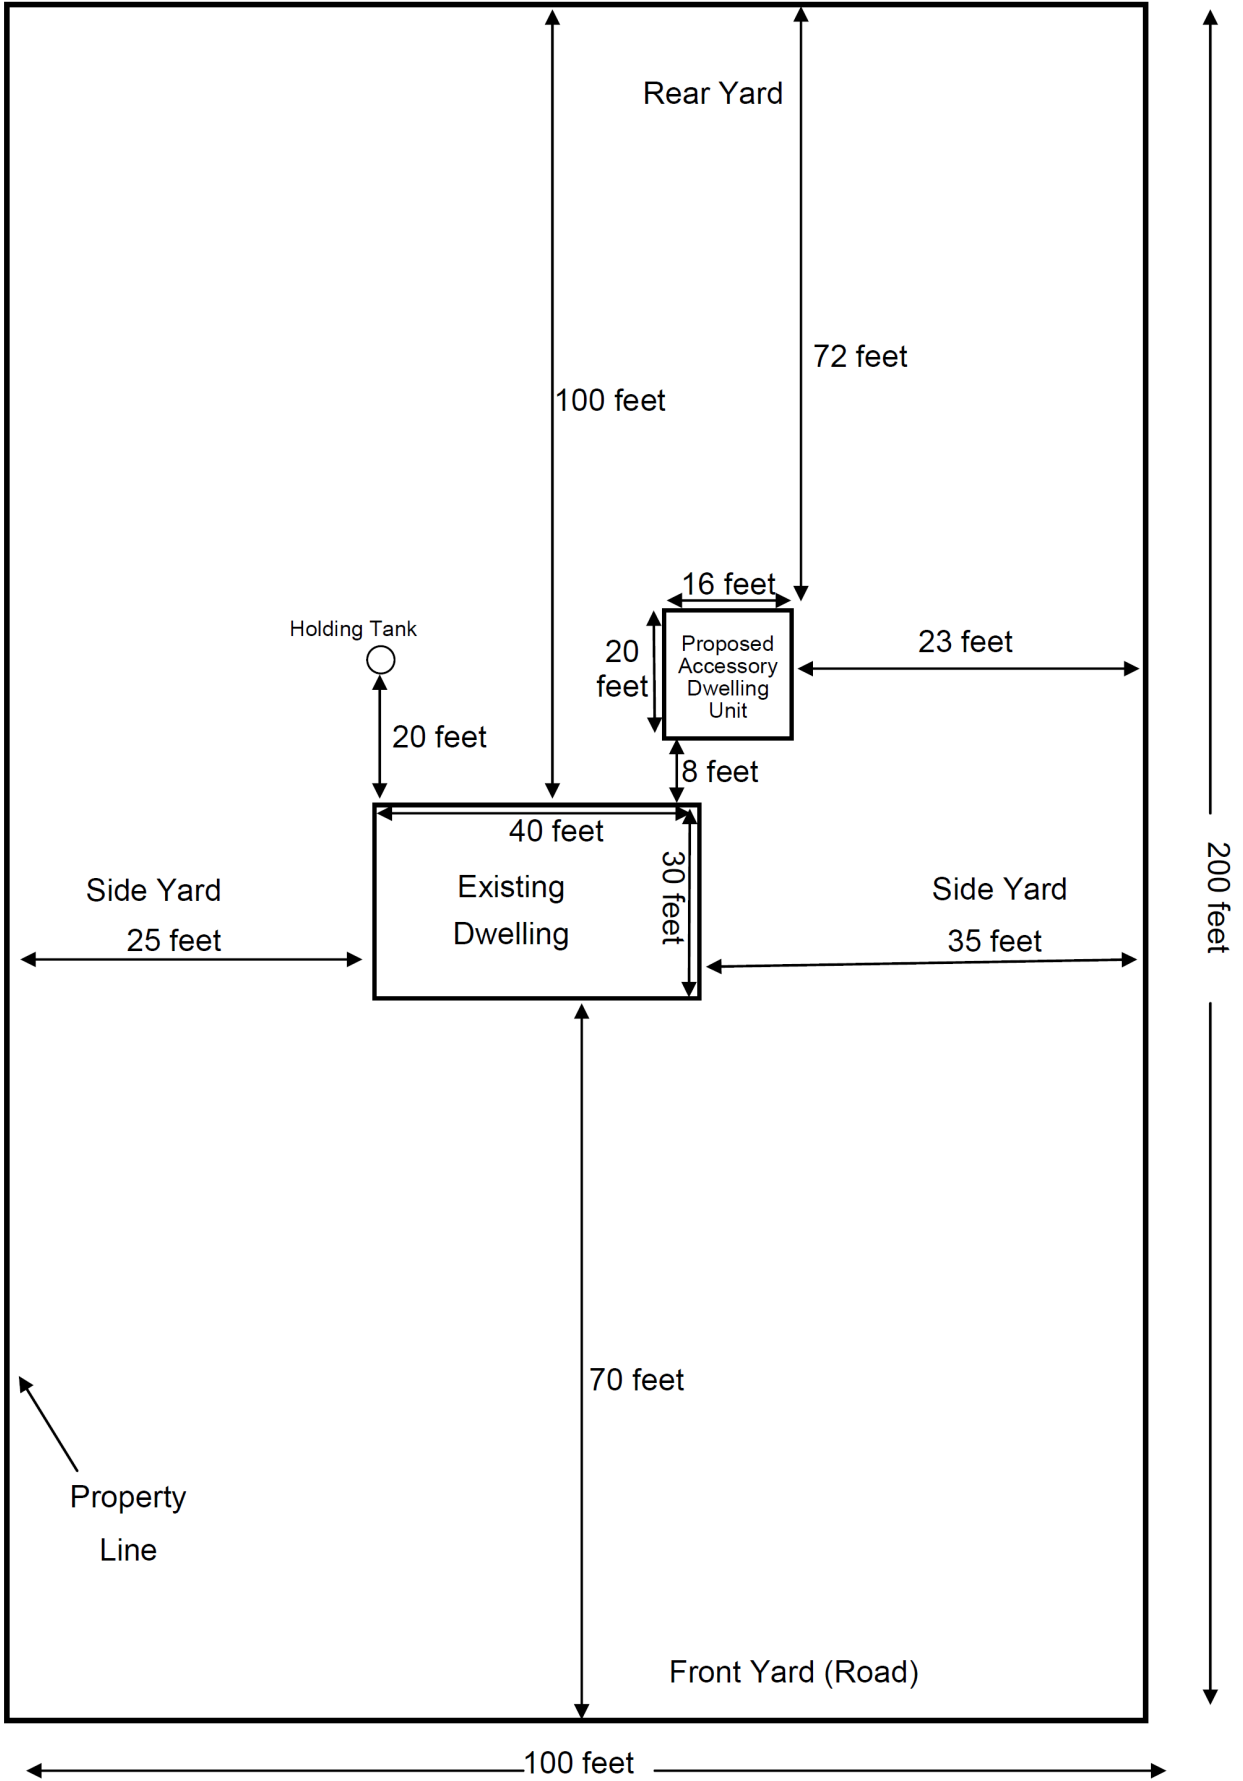 Rear Yard
72 feet
100 feet
16 feet
Holding Tank
20
feet
Proposed
Accessory
Dwelling
Unit
23 feet
20 feet
8 feet
40 feet
30 feet
Existing
Dwelling
Side Yard
25 feet
Side Yard
35 feet
200 feet
70 feet
Property
Line
Front Yard (Road)
100 feet